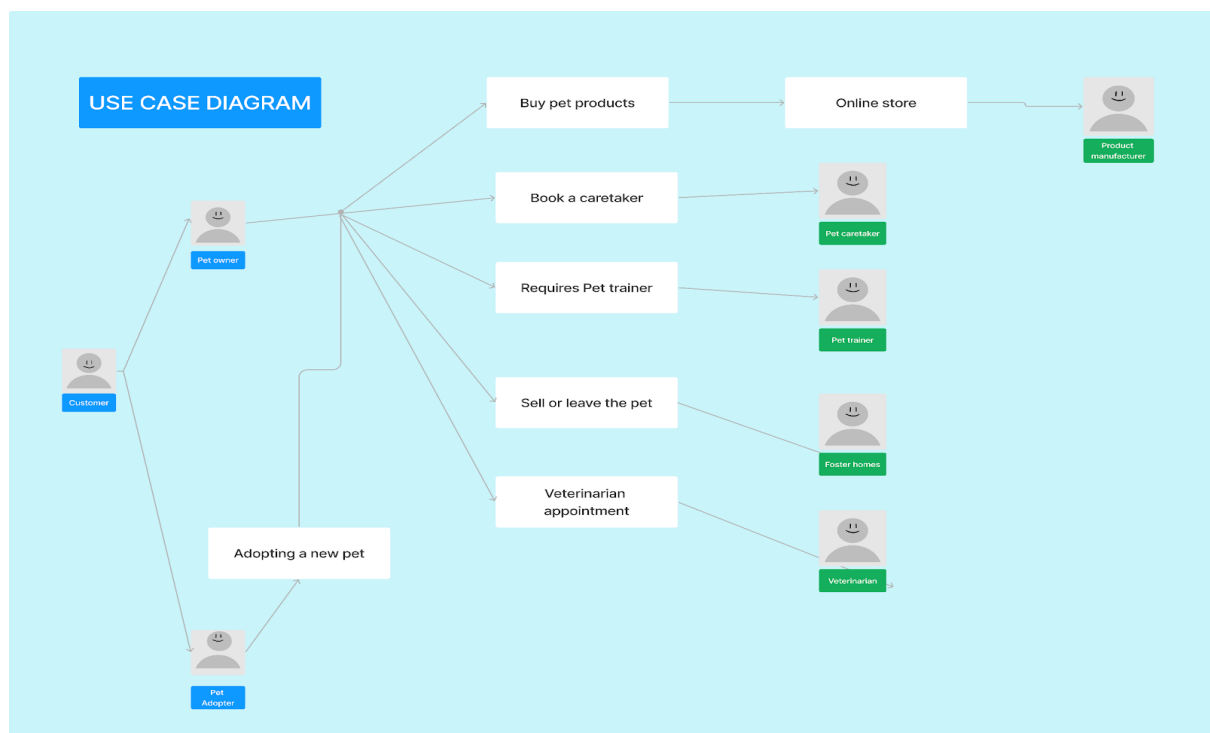 USE CASE DIAGRAM
Buy pet products
Online store
Product
manufacturer
Book a caretaker
Pet caretaker
Pet owner
Requires Pet trainer
Pet trainer
Customer
Sell or leave the pet
Foster homes
Veterinarian
appointment
Adopting a new pet
Veterinarian
Pet
Adopter